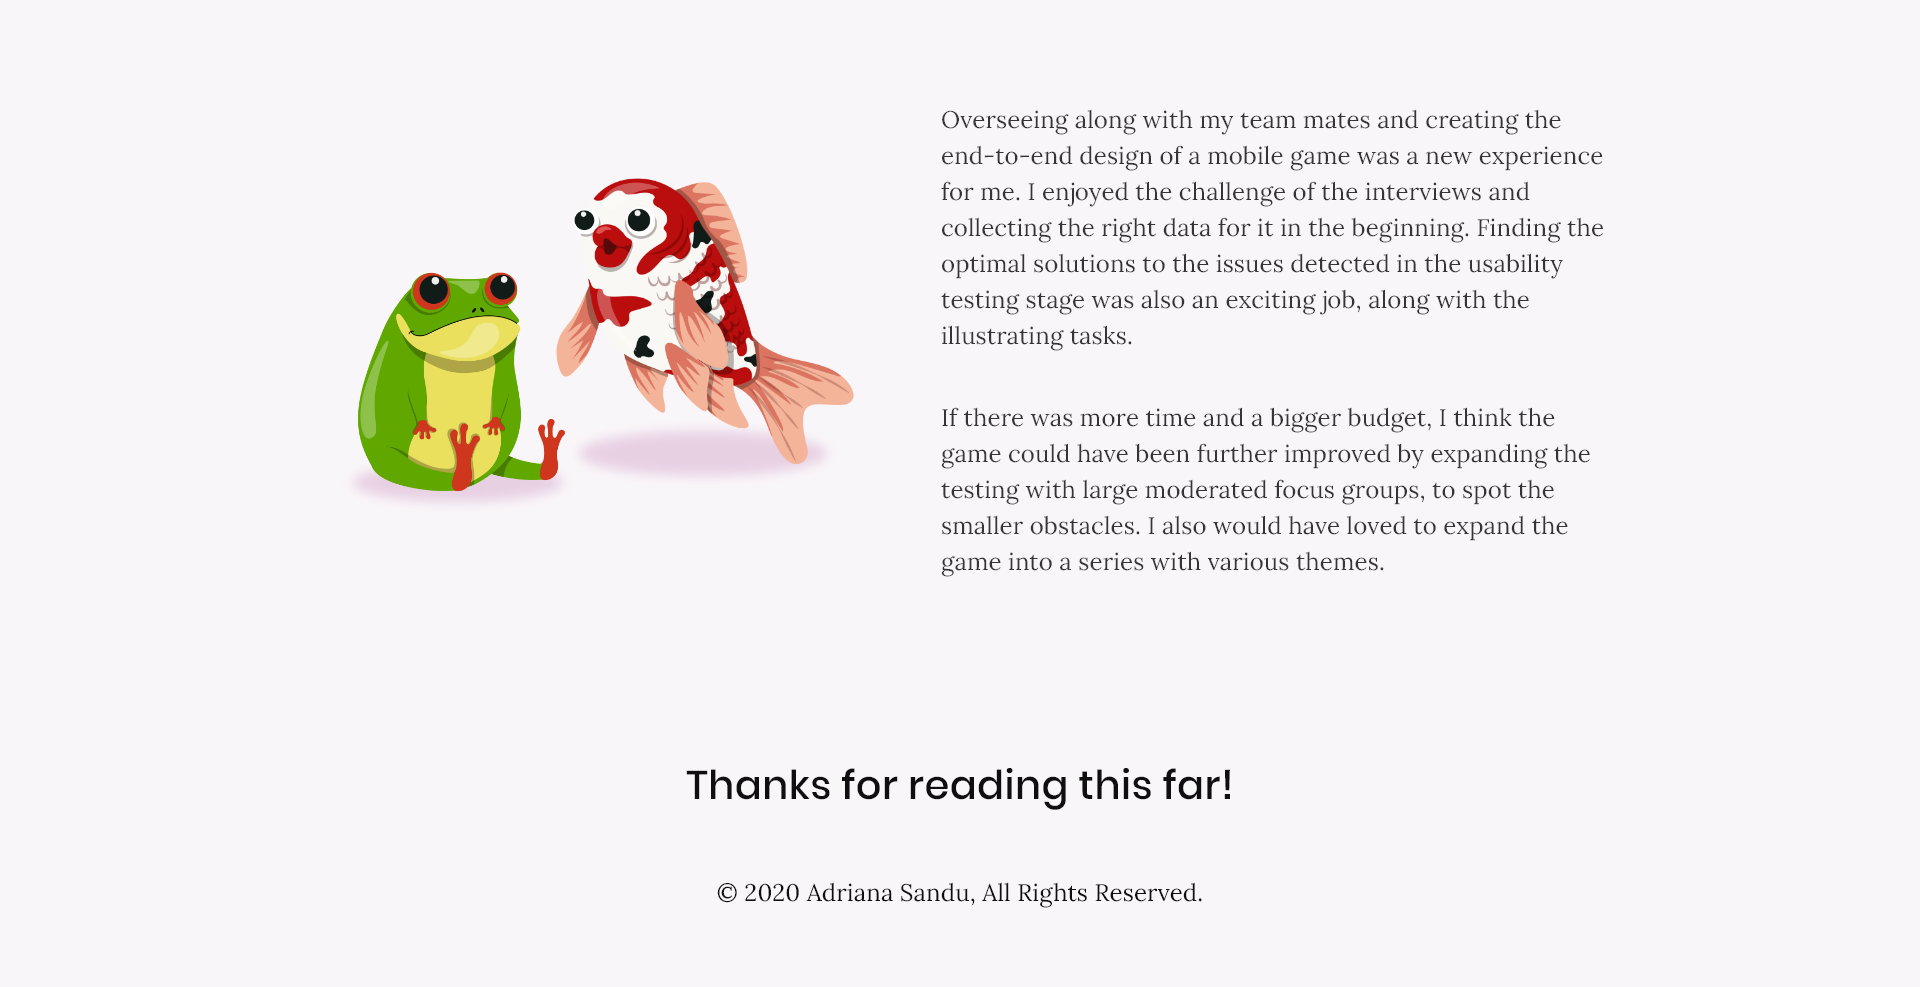 Overseeing along with my team mates and creating the
end-to-end design of a mobile game was a new experience
for me. I enjoyed the challenge of the interviews and
collecting the right data for it in the beginning. Finding the
optimal solutions to the issues detected in the usability
testing stage was also an exciting job, along with the
illustrating tasks.
If there was more time and a bigger budget, I think the
game could have been further improved by expanding the
testing with large moderated focus groups, to spot the
smaller obstacles. I also would have loved to expand the
game into a series with various themes.
Thanks for reading this far!
© 2020 Adriana Sandu, All Rights Reserved.